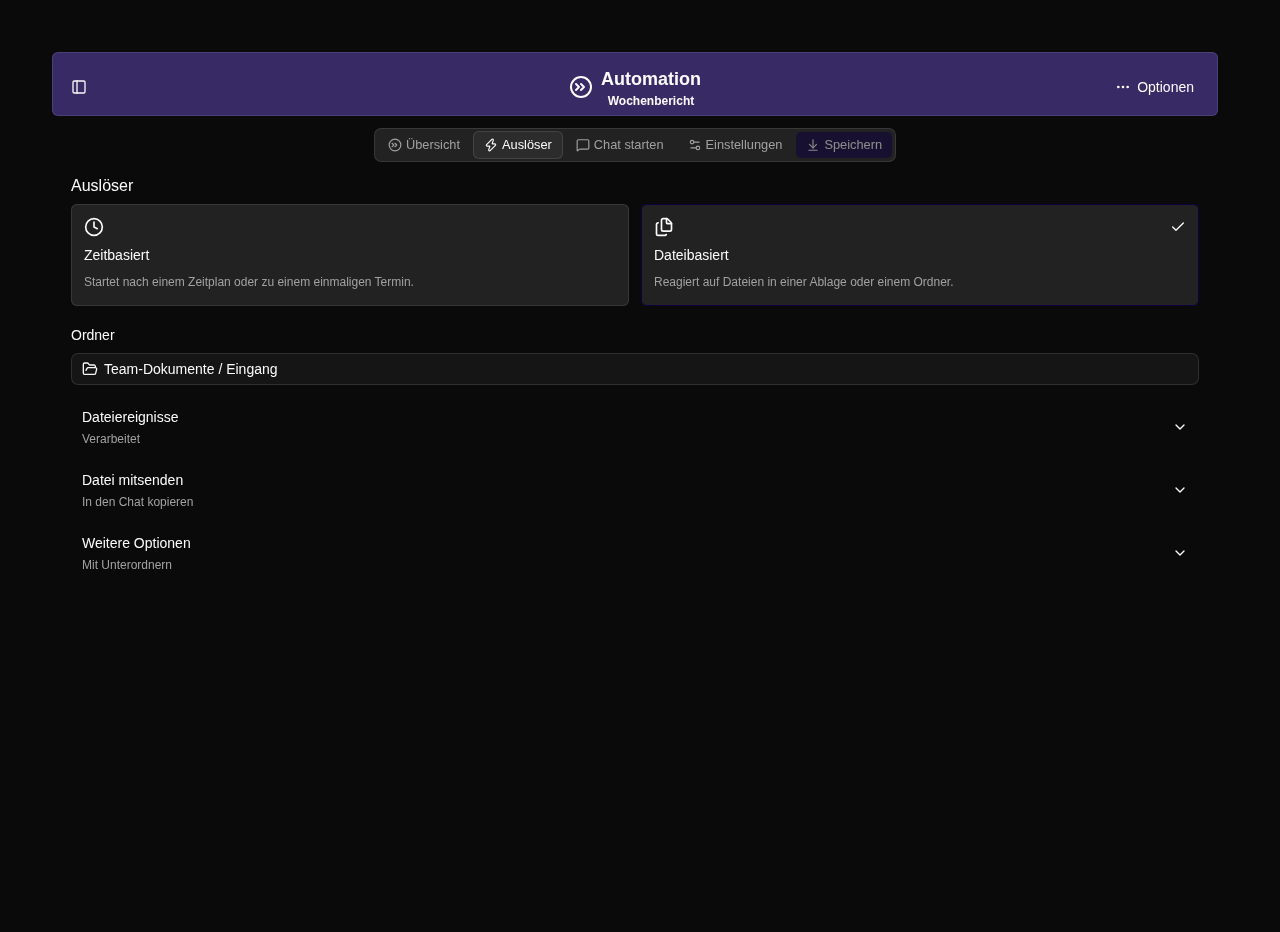 Automation
Wochenbericht
Optionen
Übersicht
Auslöser
Chat starten
Einstellungen
Speichern
Auslöser
Zeitbasiert
Startet nach einem Zeitplan oder zu einem einmaligen Termin.
Dateibasiert
Reagiert auf Dateien in einer Ablage oder einem Ordner.
Ordner
Team-Dokumente / Eingang
Dateiereignisse
Verarbeitet
Datei mitsenden
In den Chat kopieren
Weitere Optionen
Mit Unterordnern